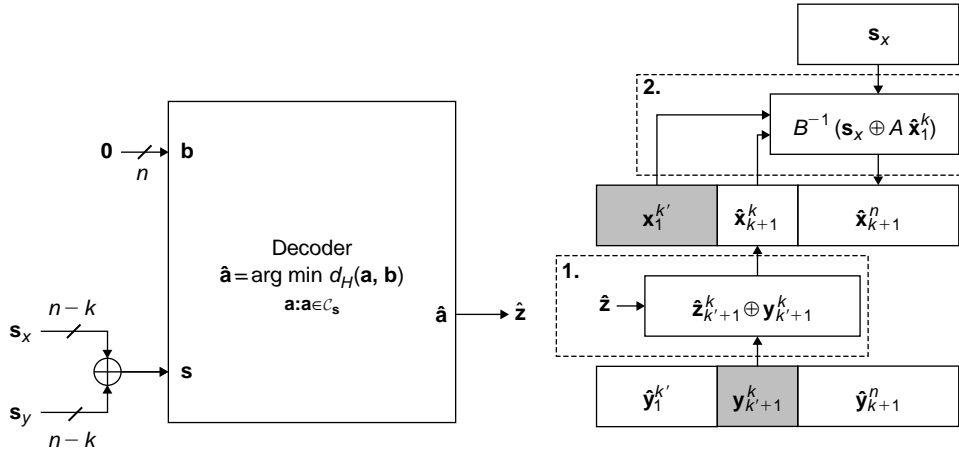 0
n
b
Decoder
â = arg min d_H(a, b)
a:a∈𝒞_s
n − k
s_x
s_y
n − k
s
â
ẑ
s_x
2.
B^{−1} (s_x ⊕ A x̂_1^k)
x_1^{k′}
x̂_{k+1}^k
x̂_{k+1}^n
1.
ẑ
ẑ_{k′+1}^k ⊕ y_{k′+1}^k
ŷ_1^{k′}
y_{k′+1}^k
ŷ_{k+1}^n